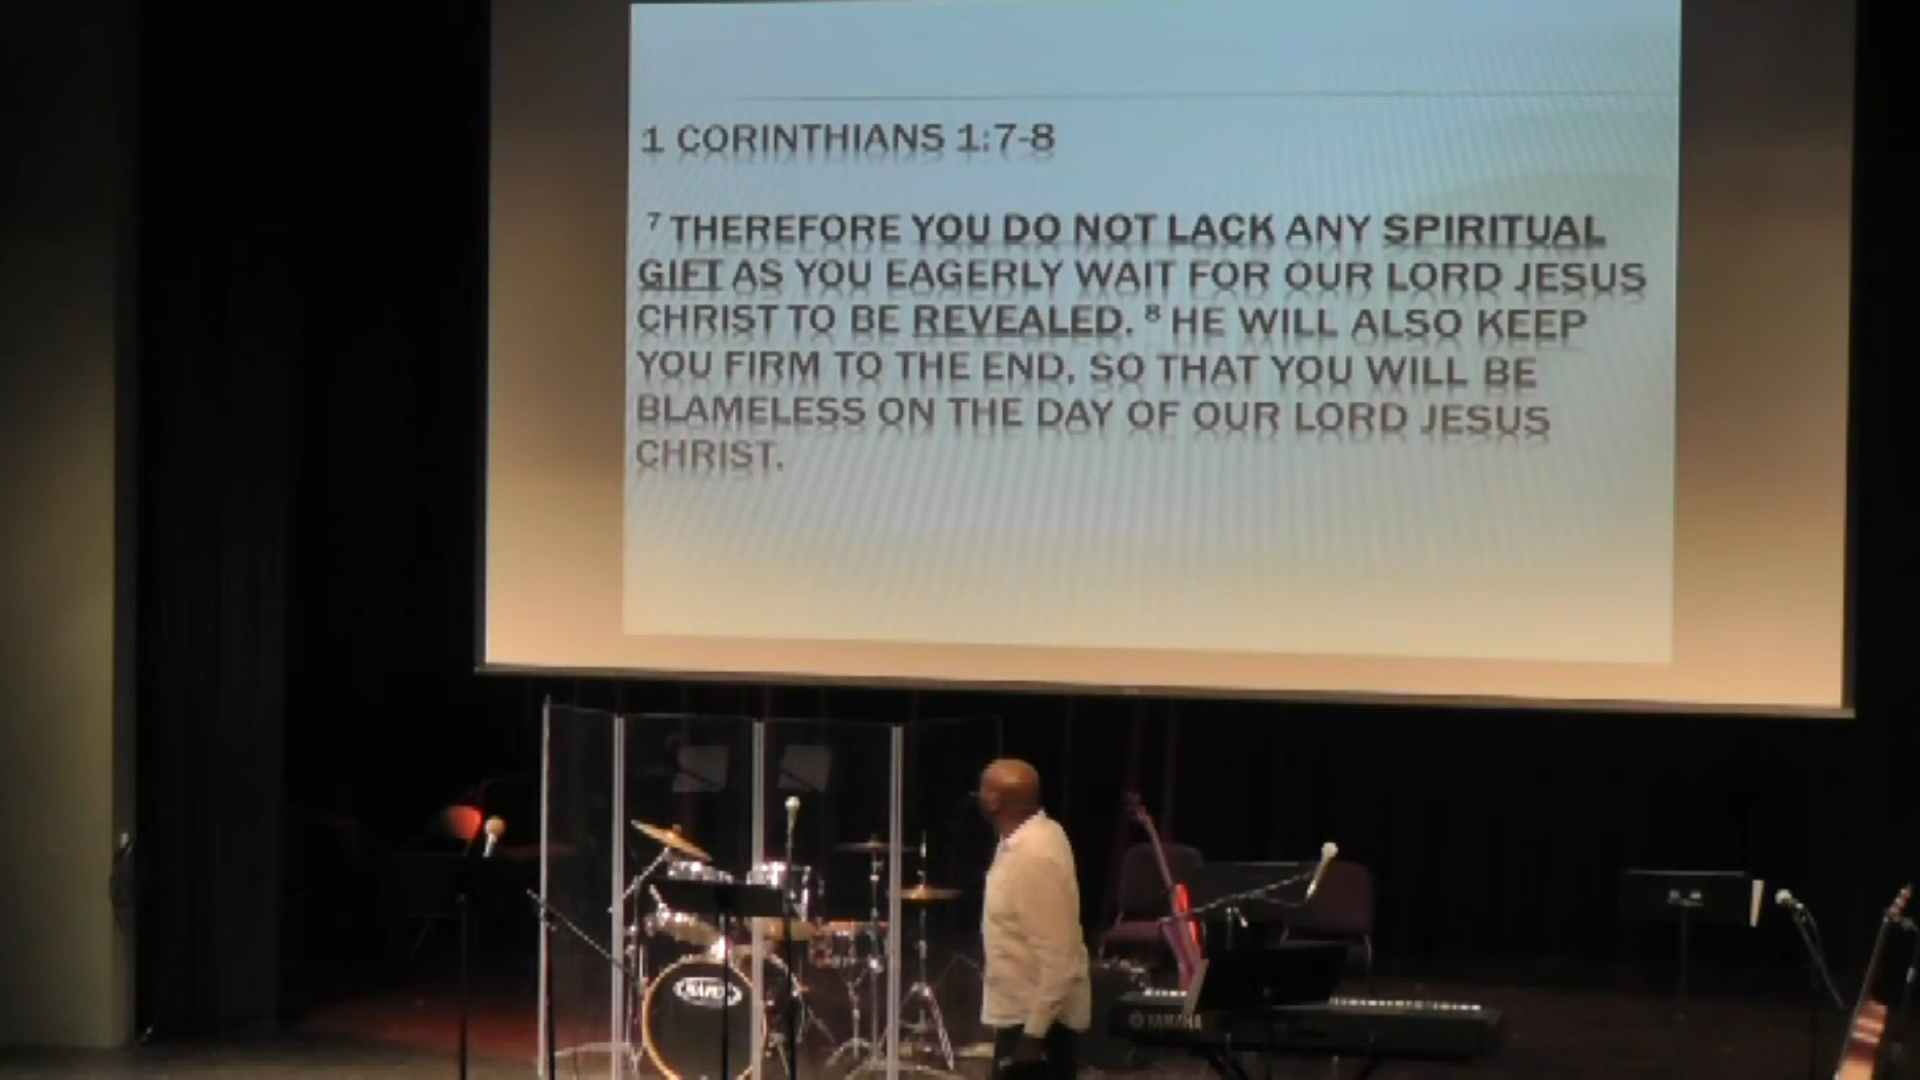 1 CORINTHIANS 1:7-8
7 THEREFORE YOU DO NOT LACK ANY SPIRITUAL
GIFT AS YOU EAGERLY WAIT FOR OUR LORD JESUS
CHRIST TO BE REVEALED. 8 HE WILL ALSO KEEP
YOU FIRM TO THE END, SO THAT YOU WILL BE
BLAMELESS ON THE DAY OF OUR LORD JESUS
CHRIST.
MAPEX
YAMAHA